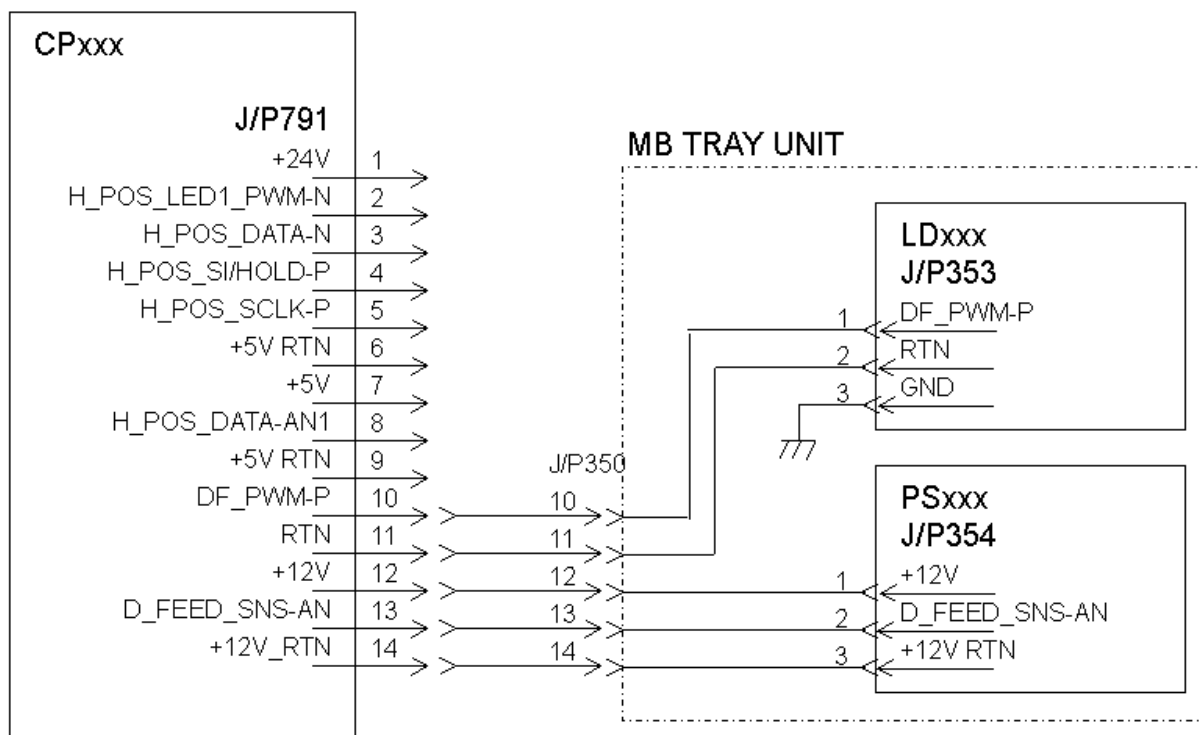 CPxxx
J/P791
+24V 1
H_POS_LED1_PWM-N 2
H_POS_DATA-N 3
H_POS_SI/HOLD-P 4
H_POS_SCLK-P 5
+5V RTN 6
+5V 7
H_POS_DATA-AN1 8
+5V RTN 9
DF_PWM-P 10
RTN 11
+12V 12
D_FEED_SNS-AN 13
+12V_RTN 14
J/P350
10
11
12
13
14
MB TRAY UNIT
LDxxx
J/P353
1 DF_PWM-P
2 RTN
3 GND
PSxxx
J/P354
1 +12V
2 D_FEED_SNS-AN
3 +12V RTN